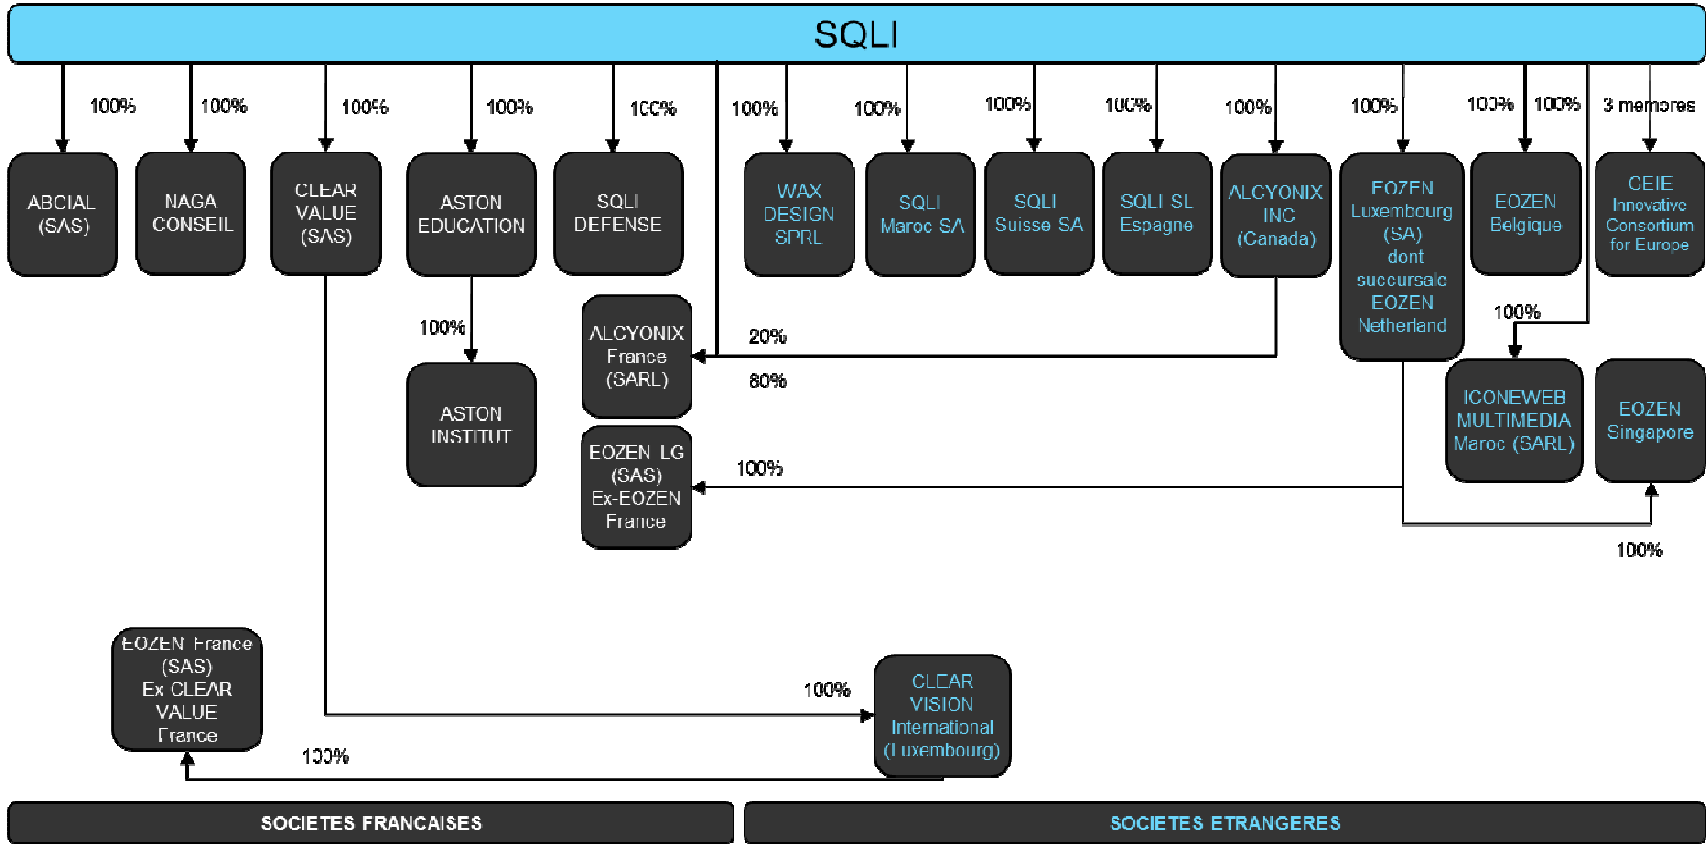 SQLI
100%
100%
100%
100%
100%
100%
100%
100%
100%
100%
100%
100%
100%
3 membres
ABCIAL
(SAS)
NAGA
CONSEIL
CLEAR
VALUE
(SAS)
ASTON
EDUCATION
SQLI
DEFENSE
WAX
DESIGN
SPRL
SQLI
Maroc SA
SQLI
Suisse SA
SQLI SL
Espagne
ALCYONIX
INC
(Canada)
EOZEN
Luxembourg
(SA)
dont
succursale
EOZEN
Netherland
EOZEN
Belgique
GEIE
Innovative
Consortium
for Europe
100%
ALCYONIX
France
(SARL)
20%
80%
100%
ASTON
INSTITUT
ICONEWEB
MULTIMEDIA
Maroc (SARL)
EOZEN
Singapore
EOZEN LG
(SAS)
Ex-EOZEN
France
100%
100%
EOZEN France
(SAS)
Ex CLEAR
VALUE
France
100%
CLEAR
VISION
International
(Luxembourg)
100%
SOCIETES FRANCAISES
SOCIETES ETRANGERES